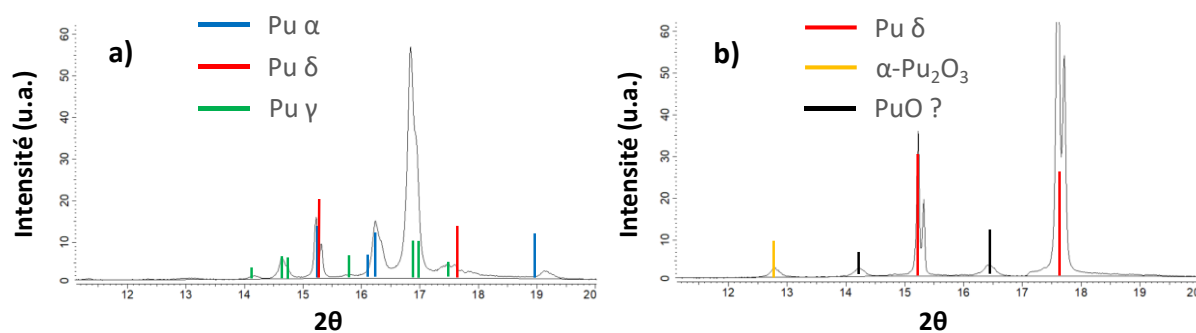 a)
Pu α
Pu δ
Pu γ
Intensité (u.a.)
60
50
40
30
20
10
0
12 13 14 15 16 17 18 19 20
2θ
b)
Pu δ
α-Pu₂O₃
PuO ?
Intensité (u.a.)
60
50
40
30
20
10
0
12 13 14 15 16 17 18 19 20
2θ